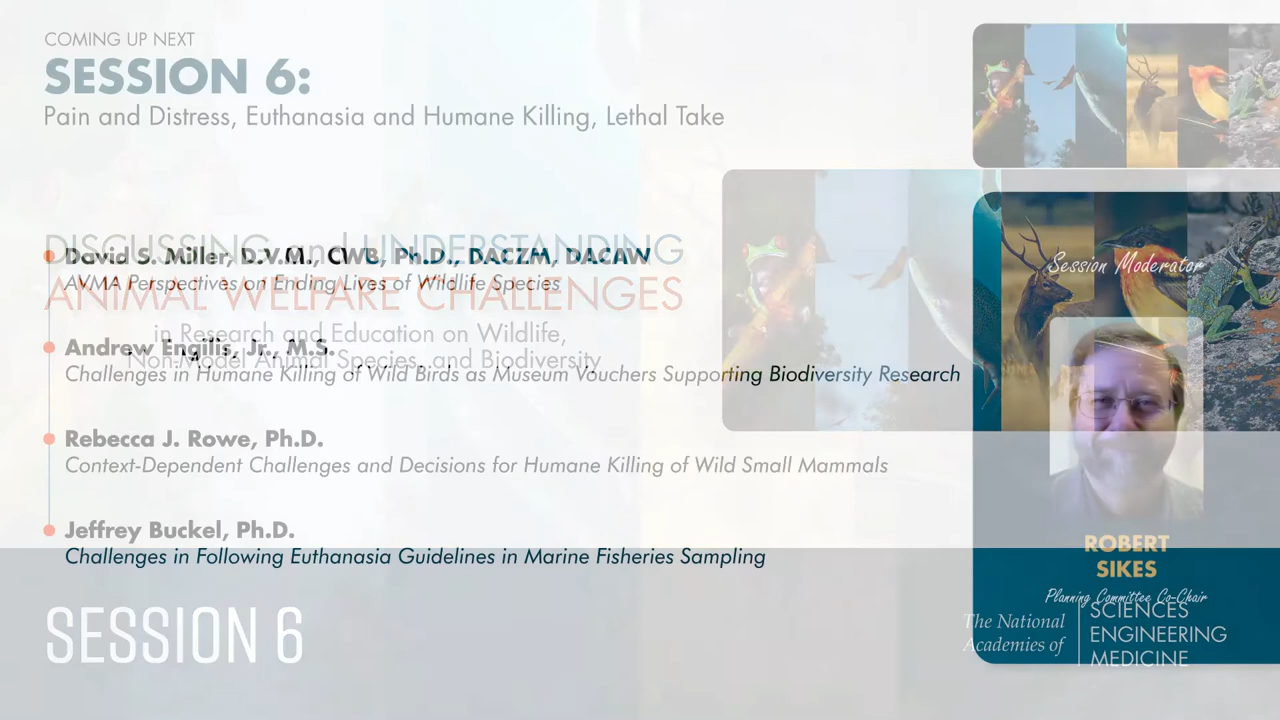 COMING UP NEXT
SESSION 6:
Pain and Distress, Euthanasia and Humane Killing, Lethal Take
DISCUSSING and UNDERSTANDING
ANIMAL WELFARE CHALLENGES
in Research and Education on Wildlife,
Non-Model Animal Species, and Biodiversity
David S. Miller, D.V.M., CWB, Ph.D., DACZM, DACAW
AVMA Perspectives on Ending Lives of Wildlife Species
Andrew Engilis, Jr., M.S.
Challenges in Humane Killing of Wild Birds as Museum Vouchers Supporting Biodiversity Research
Rebecca J. Rowe, Ph.D.
Context-Dependent Challenges and Decisions for Humane Killing of Wild Small Mammals
Jeffrey Buckel, Ph.D.
Challenges in Following Euthanasia Guidelines in Marine Fisheries Sampling
SESSION 6
Session Moderator
ROBERT
SIKES
Planning Committee Co-Chair
The National
Academies of
SCIENCES
ENGINEERING
MEDICINE